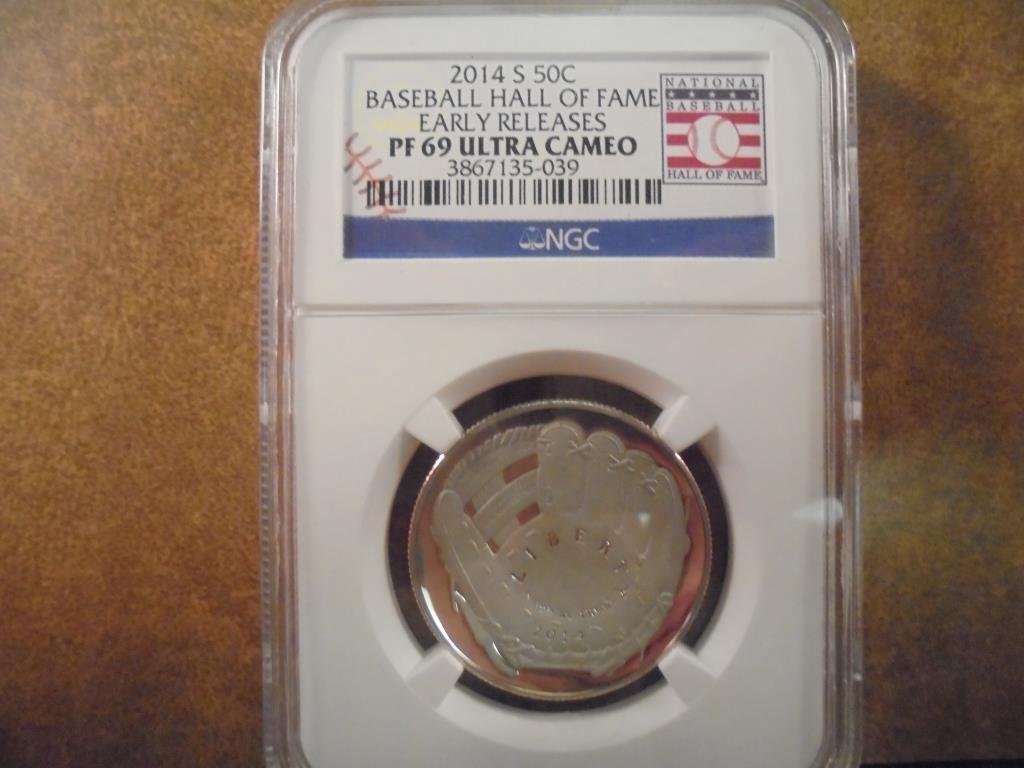 2014 S 50C
BASEBALL HALL OF FAME
EARLY RELEASES
PF 69 ULTRA CAMEO
3867135-039
NATIONAL
BASEBALL
HALL OF FAME
NGC
LIBERTY
2014